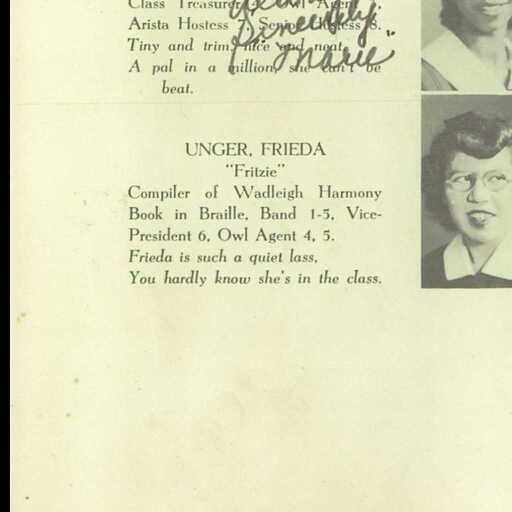 Class Treasurer Owl Agent
Arista Hostess 7, Senior Hostess 8.
Sincerely,
Tiny and trim, nice and neat,
"Marie"
A pal in a million, she can't be
beat.
UNGER, FRIEDA
"Fritzie"
Compiler of Wadleigh Harmony
Book in Braille, Band 1-5, Vice-
President 6, Owl Agent 4, 5.
Frieda is such a quiet lass,
You hardly know she's in the class.